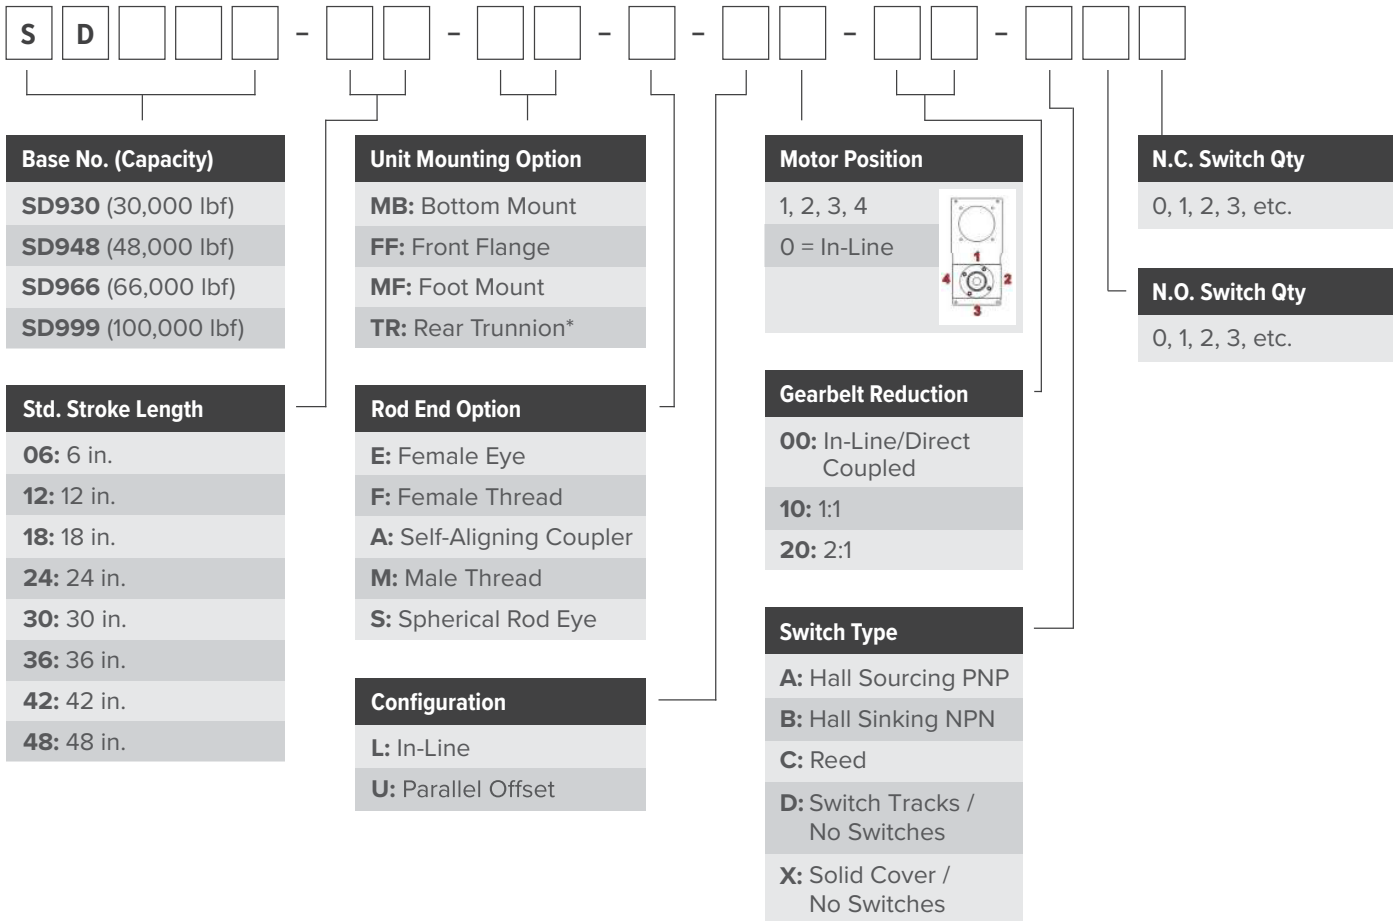 S D – – – – – –
Base No. (Capacity)
SD930 (30,000 lbf)
SD948 (48,000 lbf)
SD966 (66,000 lbf)
SD999 (100,000 lbf)
Std. Stroke Length
06: 6 in.
12: 12 in.
18: 18 in.
24: 24 in.
30: 30 in.
36: 36 in.
42: 42 in.
48: 48 in.
Unit Mounting Option
MB: Bottom Mount
FF: Front Flange
MF: Foot Mount
TR: Rear Trunnion*
Rod End Option
E: Female Eye
F: Female Thread
A: Self-Aligning Coupler
M: Male Thread
S: Spherical Rod Eye
Configuration
L: In-Line
U: Parallel Offset
Motor Position
1, 2, 3, 4
0 = In-Line
1
4 2
3
Gearbelt Reduction
00: In-Line/Direct
Coupled
10: 1:1
20: 2:1
Switch Type
A: Hall Sourcing PNP
B: Hall Sinking NPN
C: Reed
D: Switch Tracks /
No Switches
X: Solid Cover /
No Switches
N.C. Switch Qty
0, 1, 2, 3, etc.
N.O. Switch Qty
0, 1, 2, 3, etc.